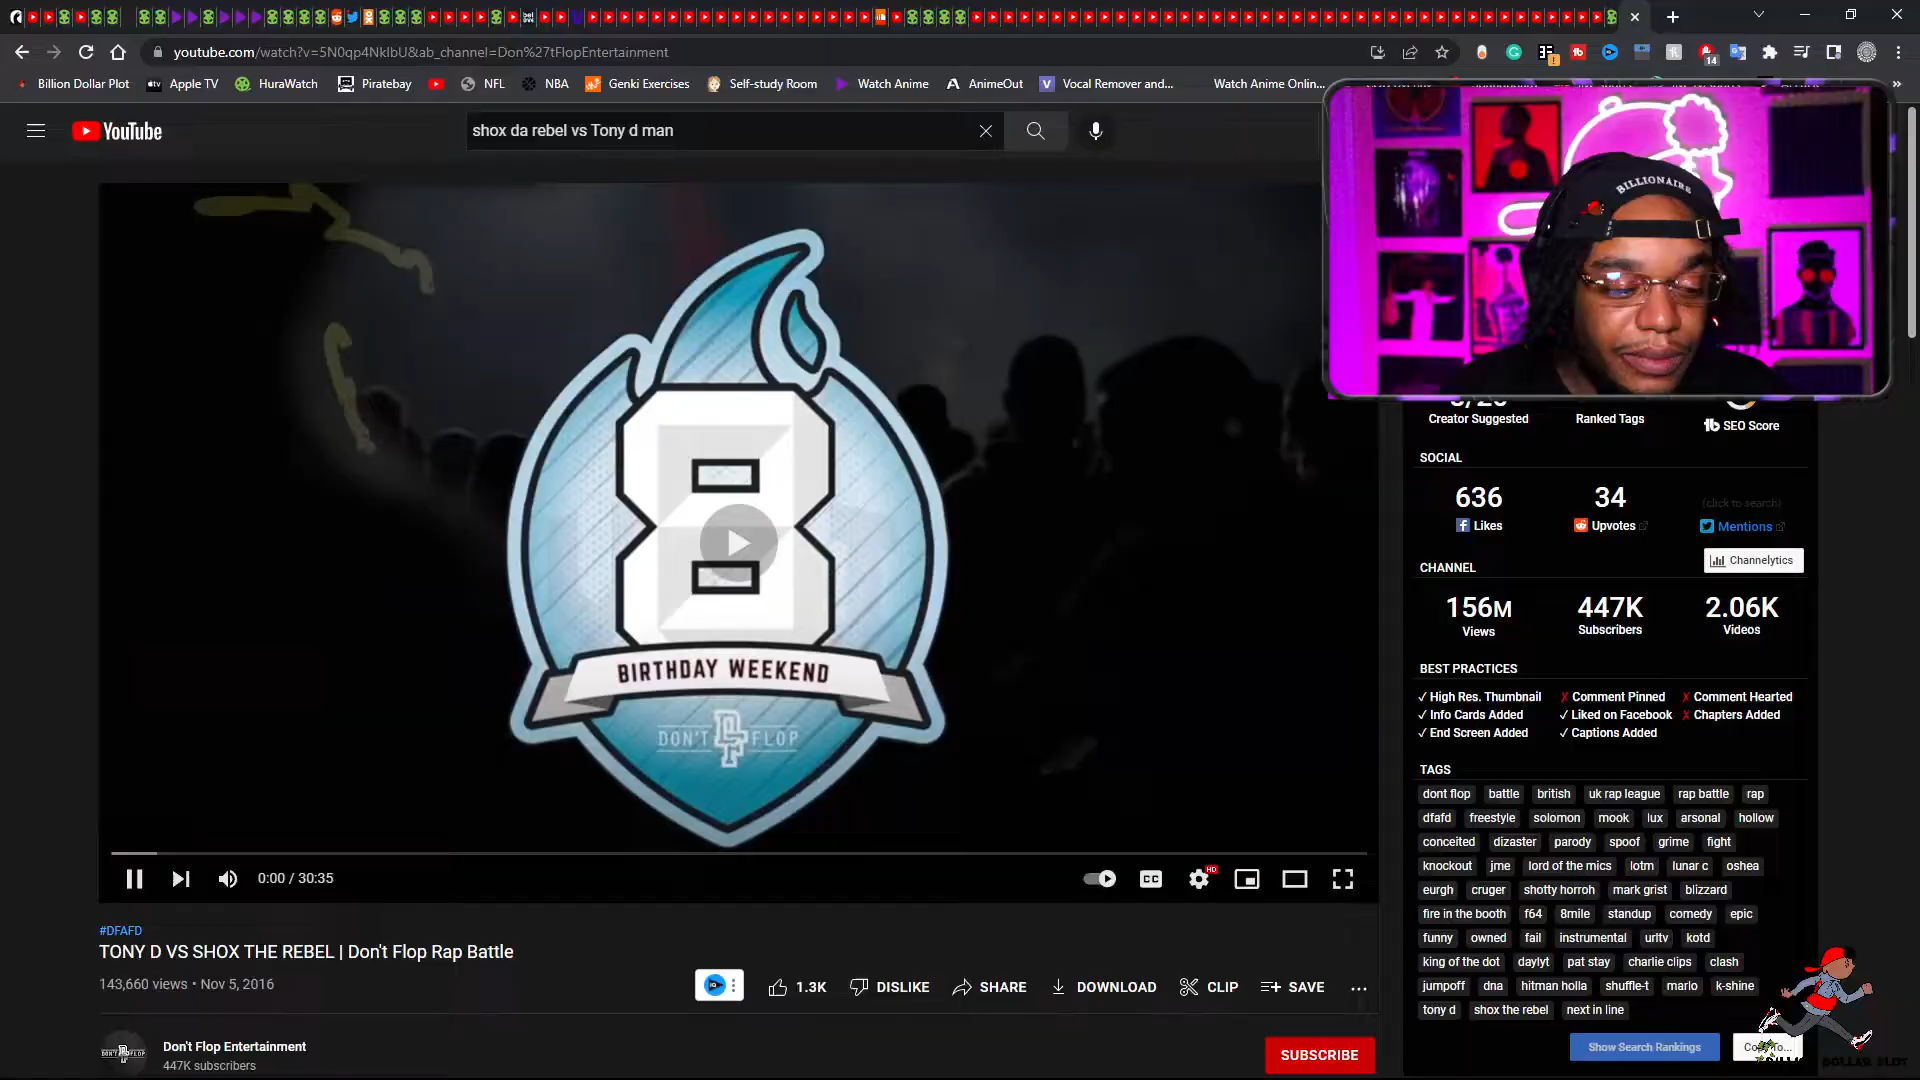 youtube.com/watch?v=5N0qp4NklbU&ab_channel=Don%27tFlopEntertainment
14
Billion Dollar Plot
Apple TV
HuraWatch
Piratebay
NFL
NBA
Genki Exercises
Self-study Room
Watch Anime
AnimeOut
Vocal Remover and...
Watch Anime Onlin...
YouTube
shox da rebel vs Tony d man
BILLIONAIRE
8
BIRTHDAY WEEKEND
DON'T FLOP
0:00 / 30:35
CC
HD
#DFAFD
TONY D VS SHOX THE REBEL | Don't Flop Rap Battle
143,660 views • Nov 5, 2016
1.3K
DISLIKE
SHARE
DOWNLOAD
CLIP
SAVE
Don't Flop Entertainment
447K subscribers
SUBSCRIBE
Creator Suggested
Ranked Tags
tb SEO Score
SOCIAL
636
Likes
34
Upvotes
(click to search)
Mentions
Channelytics
CHANNEL
156M
Views
447K
Subscribers
2.06K
Videos
BEST PRACTICES
✓ High Res. Thumbnail ✗ Comment Pinned ✗ Comment Hearted
✓ Info Cards Added ✓ Liked on Facebook ✗ Chapters Added
✓ End Screen Added ✓ Captions Added
TAGS
dont flop battle british uk rap league rap battle rap
dfafd freestyle solomon mook lux arsonal hollow
conceited dizaster parody spoof grime fight
knockout jme lord of the mics lotm lunar c oshea
eurgh cruger shotty horroh mark grist blizzard
fire in the booth f64 8mile standup comedy epic
funny owned fail instrumental urltv kotd
king of the dot daylyt pat stay charlie clips clash
jumpoff dna hitman holla shuffle-t marlo k-shine
tony d shox the rebel next in line
Show Search Rankings